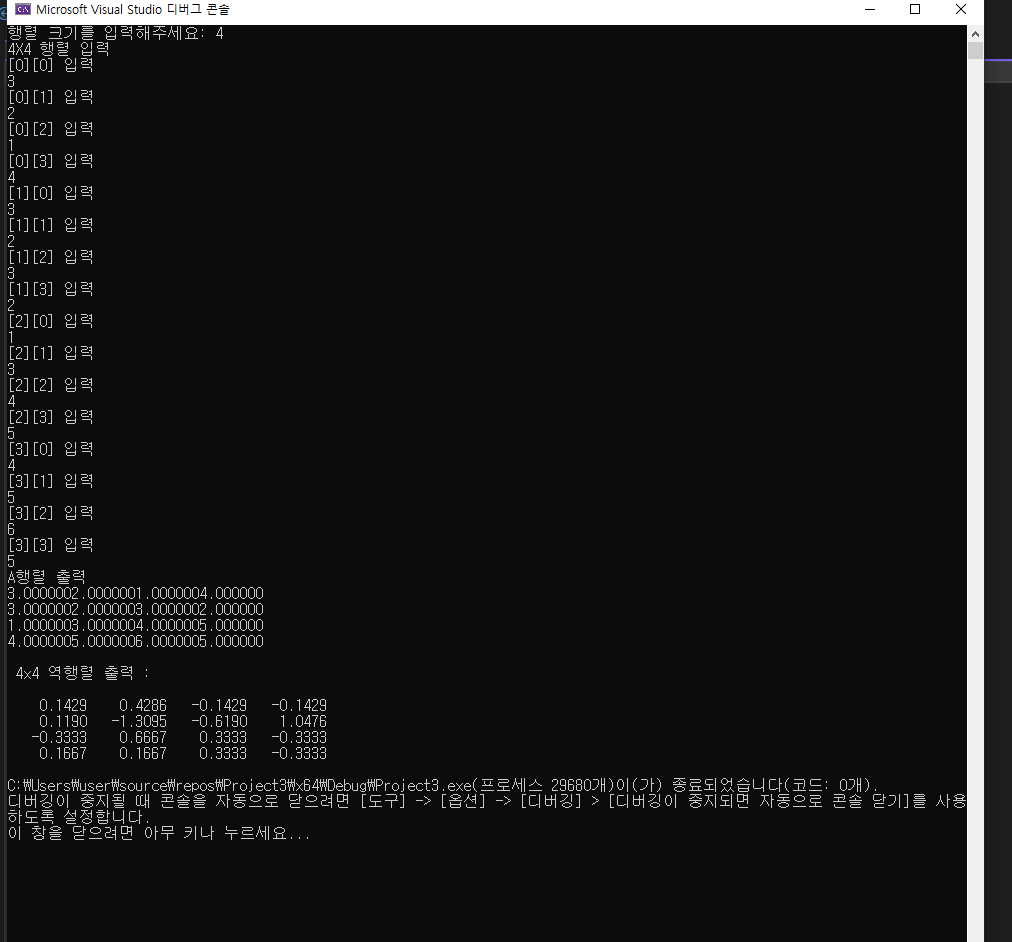 Microsoft Visual Studio 디버그 콘솔
행렬 크기를 입력해주세요: 4
4X4 행렬 입력
[0][0] 입력
3
[0][1] 입력
2
[0][2] 입력
1
[0][3] 입력
4
[1][0] 입력
3
[1][1] 입력
2
[1][2] 입력
3
[1][3] 입력
2
[2][0] 입력
1
[2][1] 입력
3
[2][2] 입력
4
[2][3] 입력
5
[3][0] 입력
4
[3][1] 입력
5
[3][2] 입력
6
[3][3] 입력
5
A행렬 출력
3.0000002.0000001.0000004.000000
3.0000002.0000003.0000002.000000
1.0000003.0000004.0000005.000000
4.0000005.0000006.0000005.000000
4x4 역행렬 출력 :
0.1429 0.4286 -0.1429 -0.1429
0.1190 -1.3095 -0.6190 1.0476
-0.3333 0.6667 0.3333 -0.3333
0.1667 0.1667 0.3333 -0.3333
C:₩Users₩user₩source₩repos₩Project3₩x64₩Debug₩Project3.exe(프로세스 29680개)이(가) 종료되었습니다(코드: 0개).
디버깅이 중지될 때 콘솔을 자동으로 닫으려면 [도구] -> [옵션] -> [디버깅] > [디버깅이 중지되면 자동으로 콘솔 닫기]를 사용
하도록 설정합니다.
이 창을 닫으려면 아무 키나 누르세요...